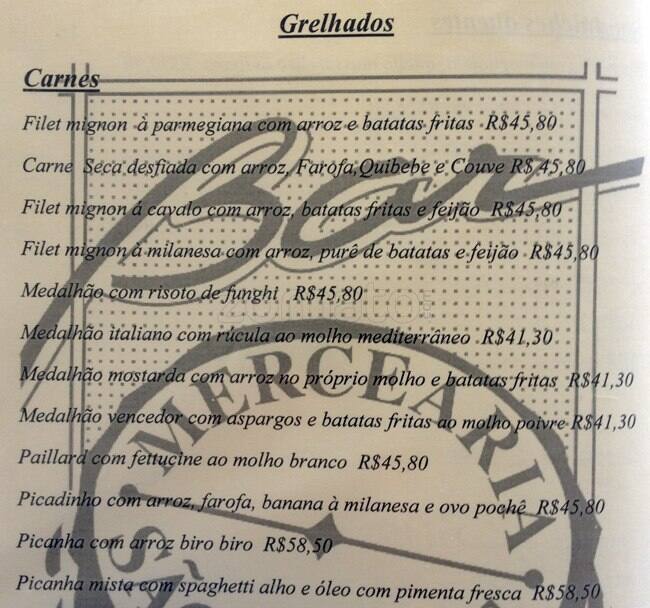 Grelhados
Carnes
Filet mignon à parmegiana com arroz e batatas fritas R$45,80
Carne Seca desfiada com arroz, Farofa,Quibebe e Couve R$ 45,80
Filet mignon á cavalo com arroz, batatas fritas e feijão R$45,80
Filet mignon à milanesa com arroz, purê de batatas e feijão R$45,80
Medalhão com risoto de funghi R$45,80
Medalhão italiano com rúcula ao molho mediterrâneo R$41,30
Medalhão mostarda com arroz no próprio molho e batatas fritas R$41,30
Medalhão vencedor com aspargos e batatas fritas ao molho poivre R$41,30
Paillard com fettucine ao molho branco R$45,80
Picadinho com arroz, farofa, banana à milanesa e ovo pochê R$45,80
Picanha com arroz biro biro R$58,50
Picanha mista com spaghetti alho e óleo com pimenta fresca R$58,50
Bar
MERCEARIA
SÃO